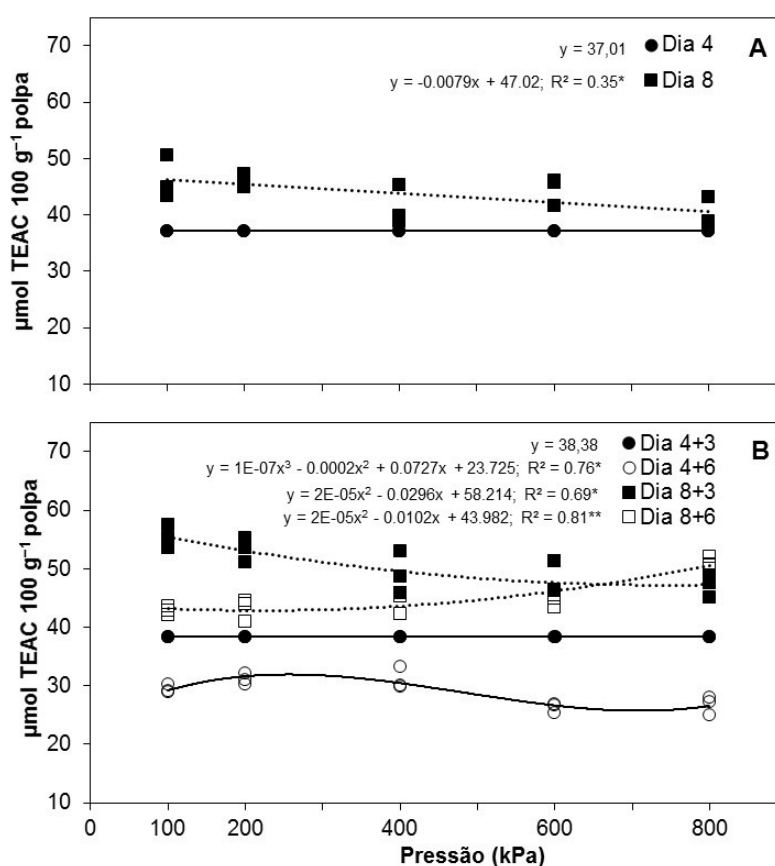 µmol TEAC 100 g⁻¹ polpa
70
60
50
40
30
20
10
y = 37,01
Dia 4
A
y = -0.0079x + 47.02; R² = 0.35*
Dia 8
µmol TEAC 100 g⁻¹ polpa
70
60
50
40
30
20
10
y = 38,38
Dia 4+3
B
y = 1E-07x³ - 0.0002x² + 0.0727x + 23.725; R² = 0.76*
Dia 4+6
y = 2E-05x² - 0.0296x + 58.214; R² = 0.69*
Dia 8+3
y = 2E-05x² - 0.0102x + 43.982; R² = 0.81**
Dia 8+6
0 100 200 400 600 800
Pressão (kPa)